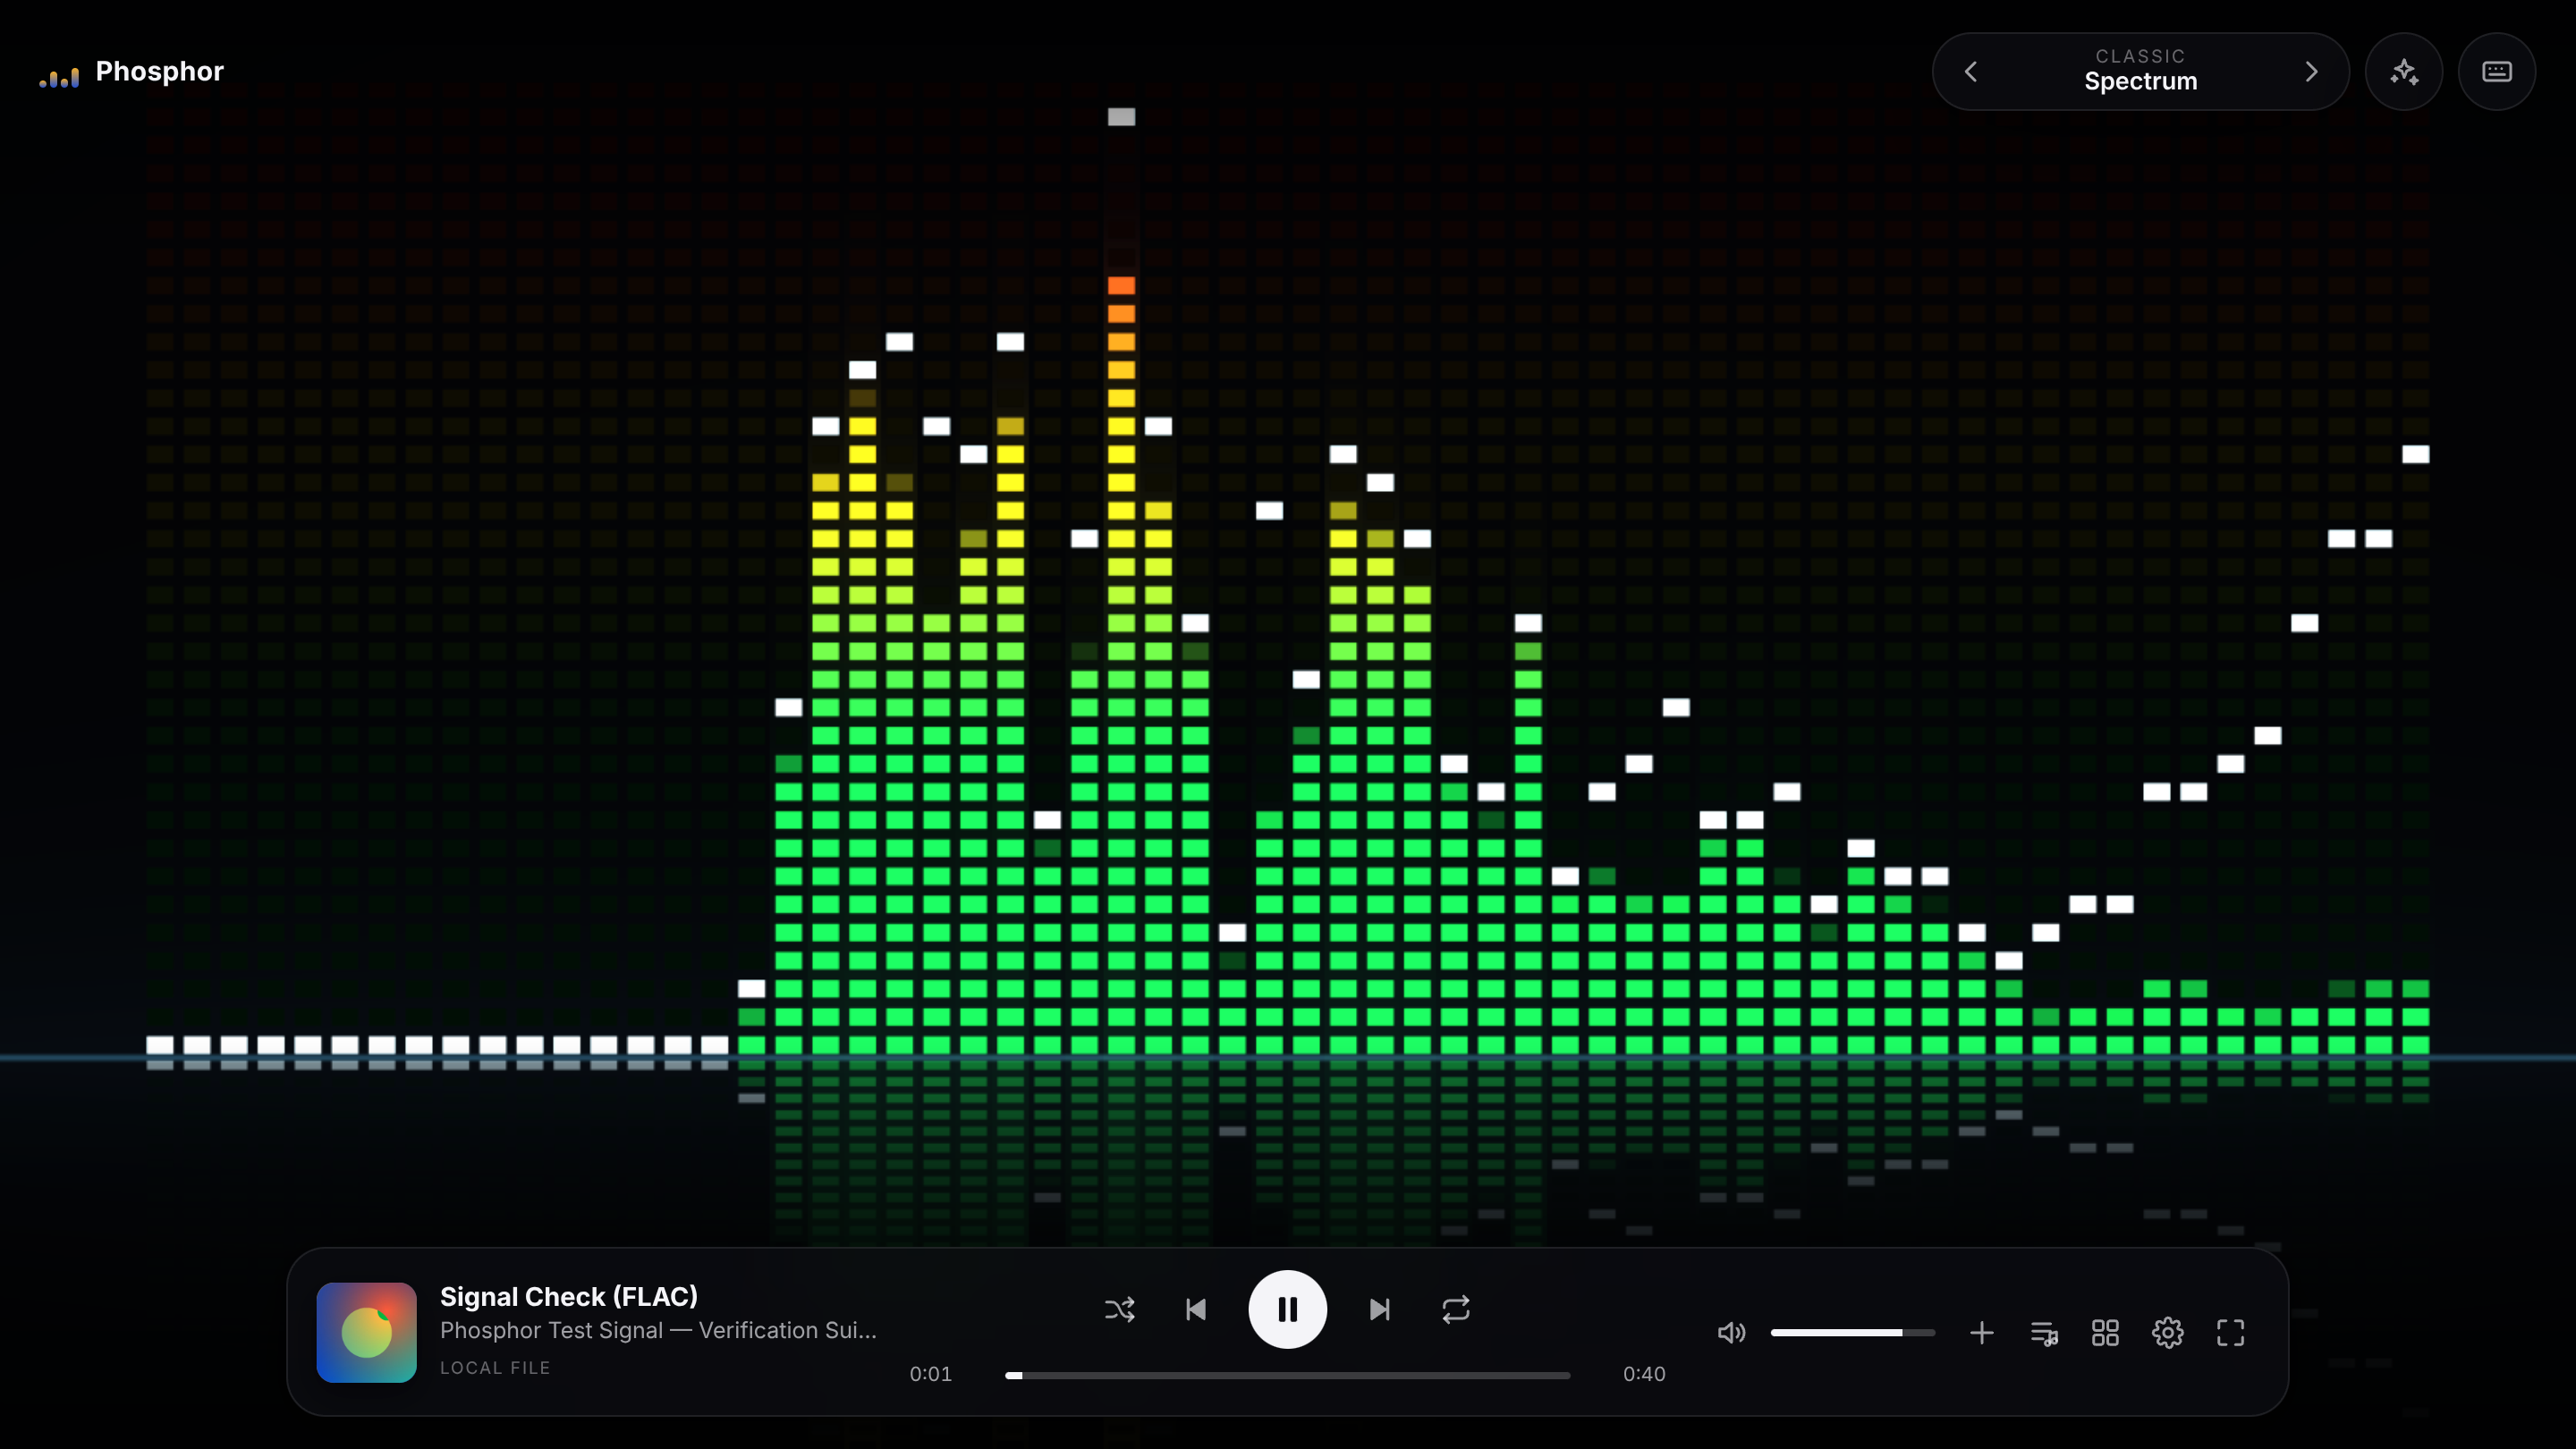 Phosphor
CLASSIC
Spectrum
Signal Check (FLAC)
Phosphor Test Signal — Verification Sui...
LOCAL FILE
0:01
0:40